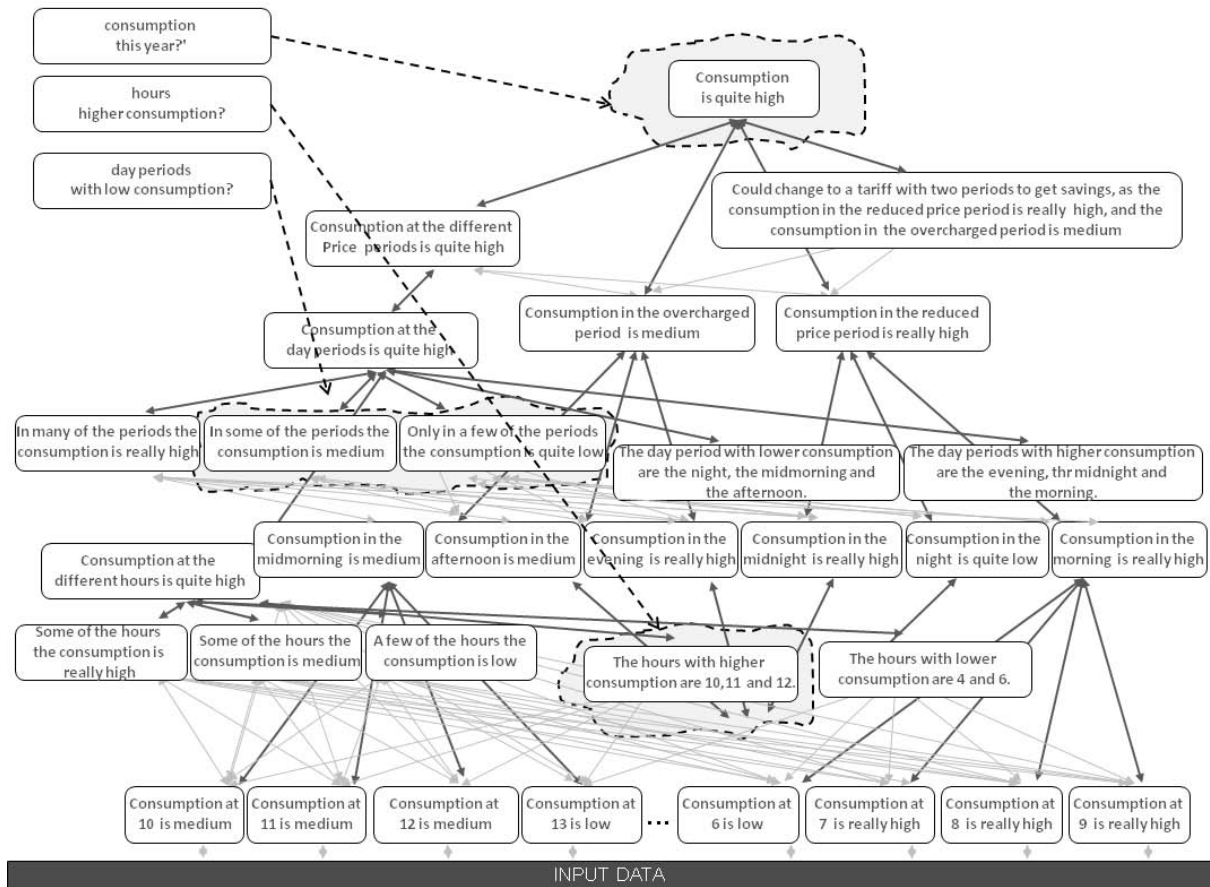 consumption
this year?'
hours
higher consumption?
day periods
with low consumption?
Consumption
is quite high
Could change to a tariff with two periods to get savings, as the
consumption in the reduced price period is really high, and the
consumption in the overcharged period is medium
Consumption at the different
Price periods is quite high
Consumption in the overcharged
period is medium
Consumption in the reduced
price period is really high
Consumption at the
day periods is quite high
In many of the periods the
consumption is really high
In some of the periods the
consumption is medium
Only in a few of the periods
the consumption is quite low
The day period with lower consumption
are the night, the midmorning and
the afternoon.
The day periods with higher consumption
are the evening, thr midnight and
the morning.
Consumption at the
different hours is quite high
Consumption in the
midmorning is medium
Consumption in the
afternoon is medium
Consumption in the
evening is really high
Consumption in the
midnight is really high
Consumption in the
night is quite low
Consumption in the
morning is really high
Some of the hours
the consumption is
really high
Some of the hours the
consumption is medium
A few of the hours the
consumption is low
The hours with higher
consumption are 10,11 and 12.
The hours with lower
consumption are 4 and 6.
Consumption at
10 is medium
Consumption at
11 is medium
Consumption at
12 is medium
Consumption at
13 is low
...
Consumption at
6 is low
Consumption at
7 is really high
Consumption at
8 is really high
Consumption at
9 is really high
INPUT DATA